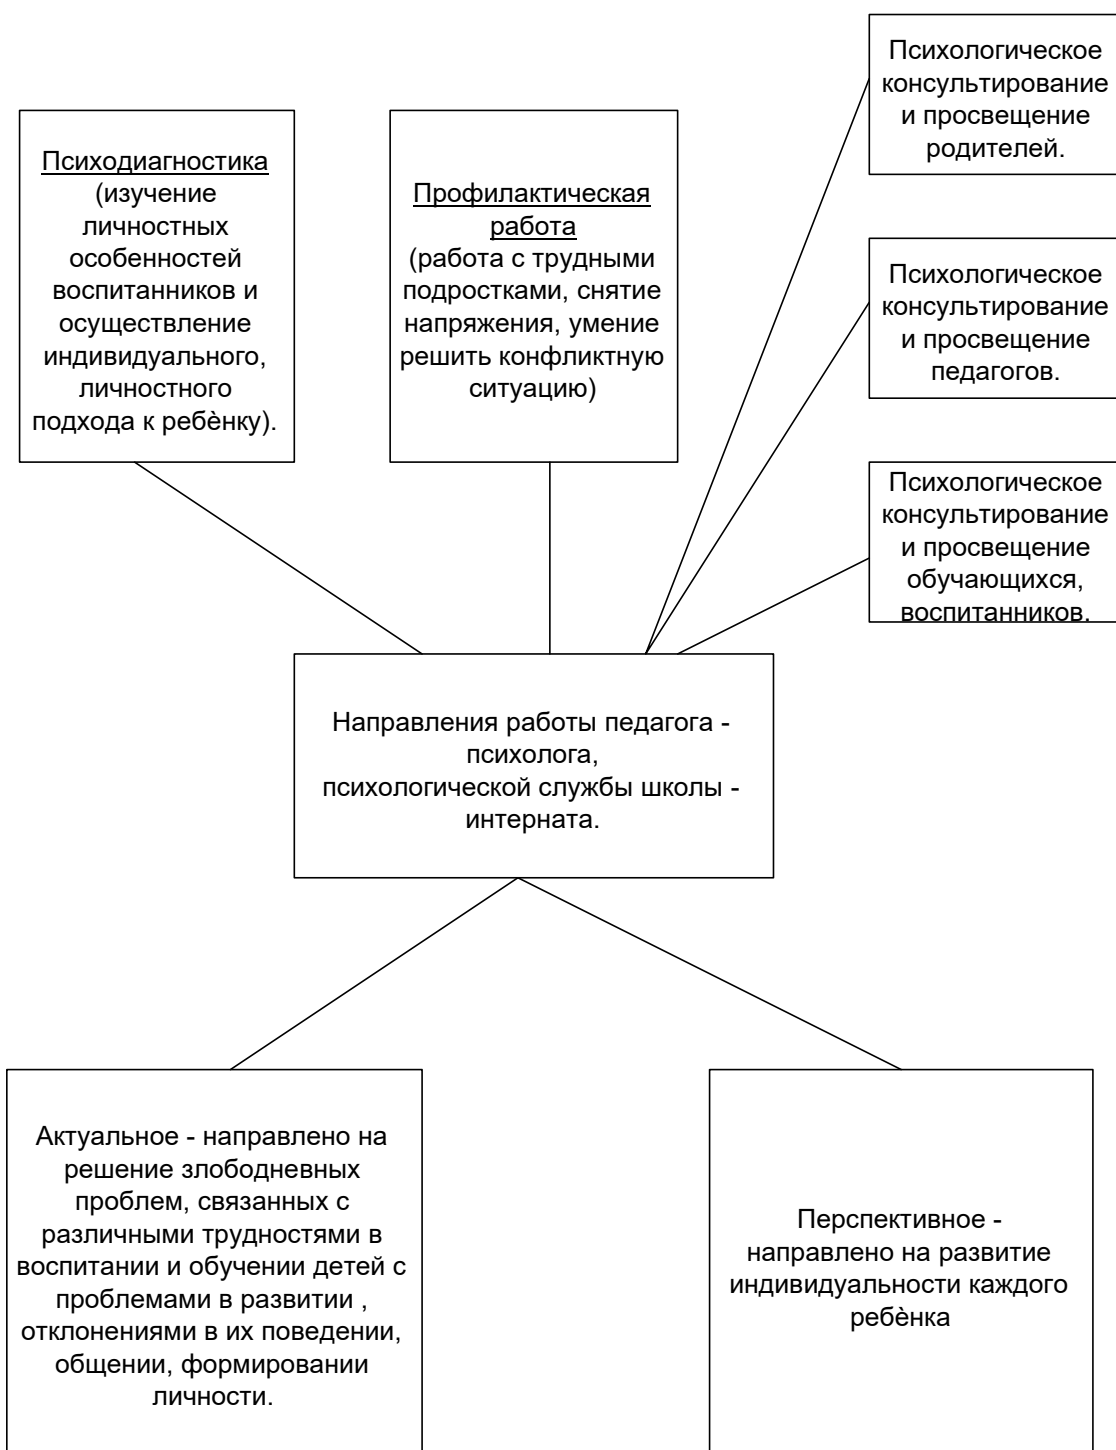 Психологическое
консультирование
и просвещение
родителей.
Психодиагностика
(изучение
личностных
особенностей
воспитанников и
осуществление
индивидуального,
личностного
подхода к ребѐнку).
Профилактическая
работа
(работа с трудными
подростками, снятие
напряжения, умение
решить конфликтную
ситуацию)
Психологическое
консультирование
и просвещение
педагогов.
Психологическое
консультирование
и просвещение
обучающихся,
воспитанников.
Направления работы педагога -
психолога,
психологической службы школы -
интерната.
Актуальное - направлено на
решение злободневных
проблем, связанных с
различными трудностями в
воспитании и обучении детей с
проблемами в развитии ,
отклонениями в их поведении,
общении, формировании
личности.
Перспективное -
направлено на развитие
индивидуальности каждого
ребѐнка